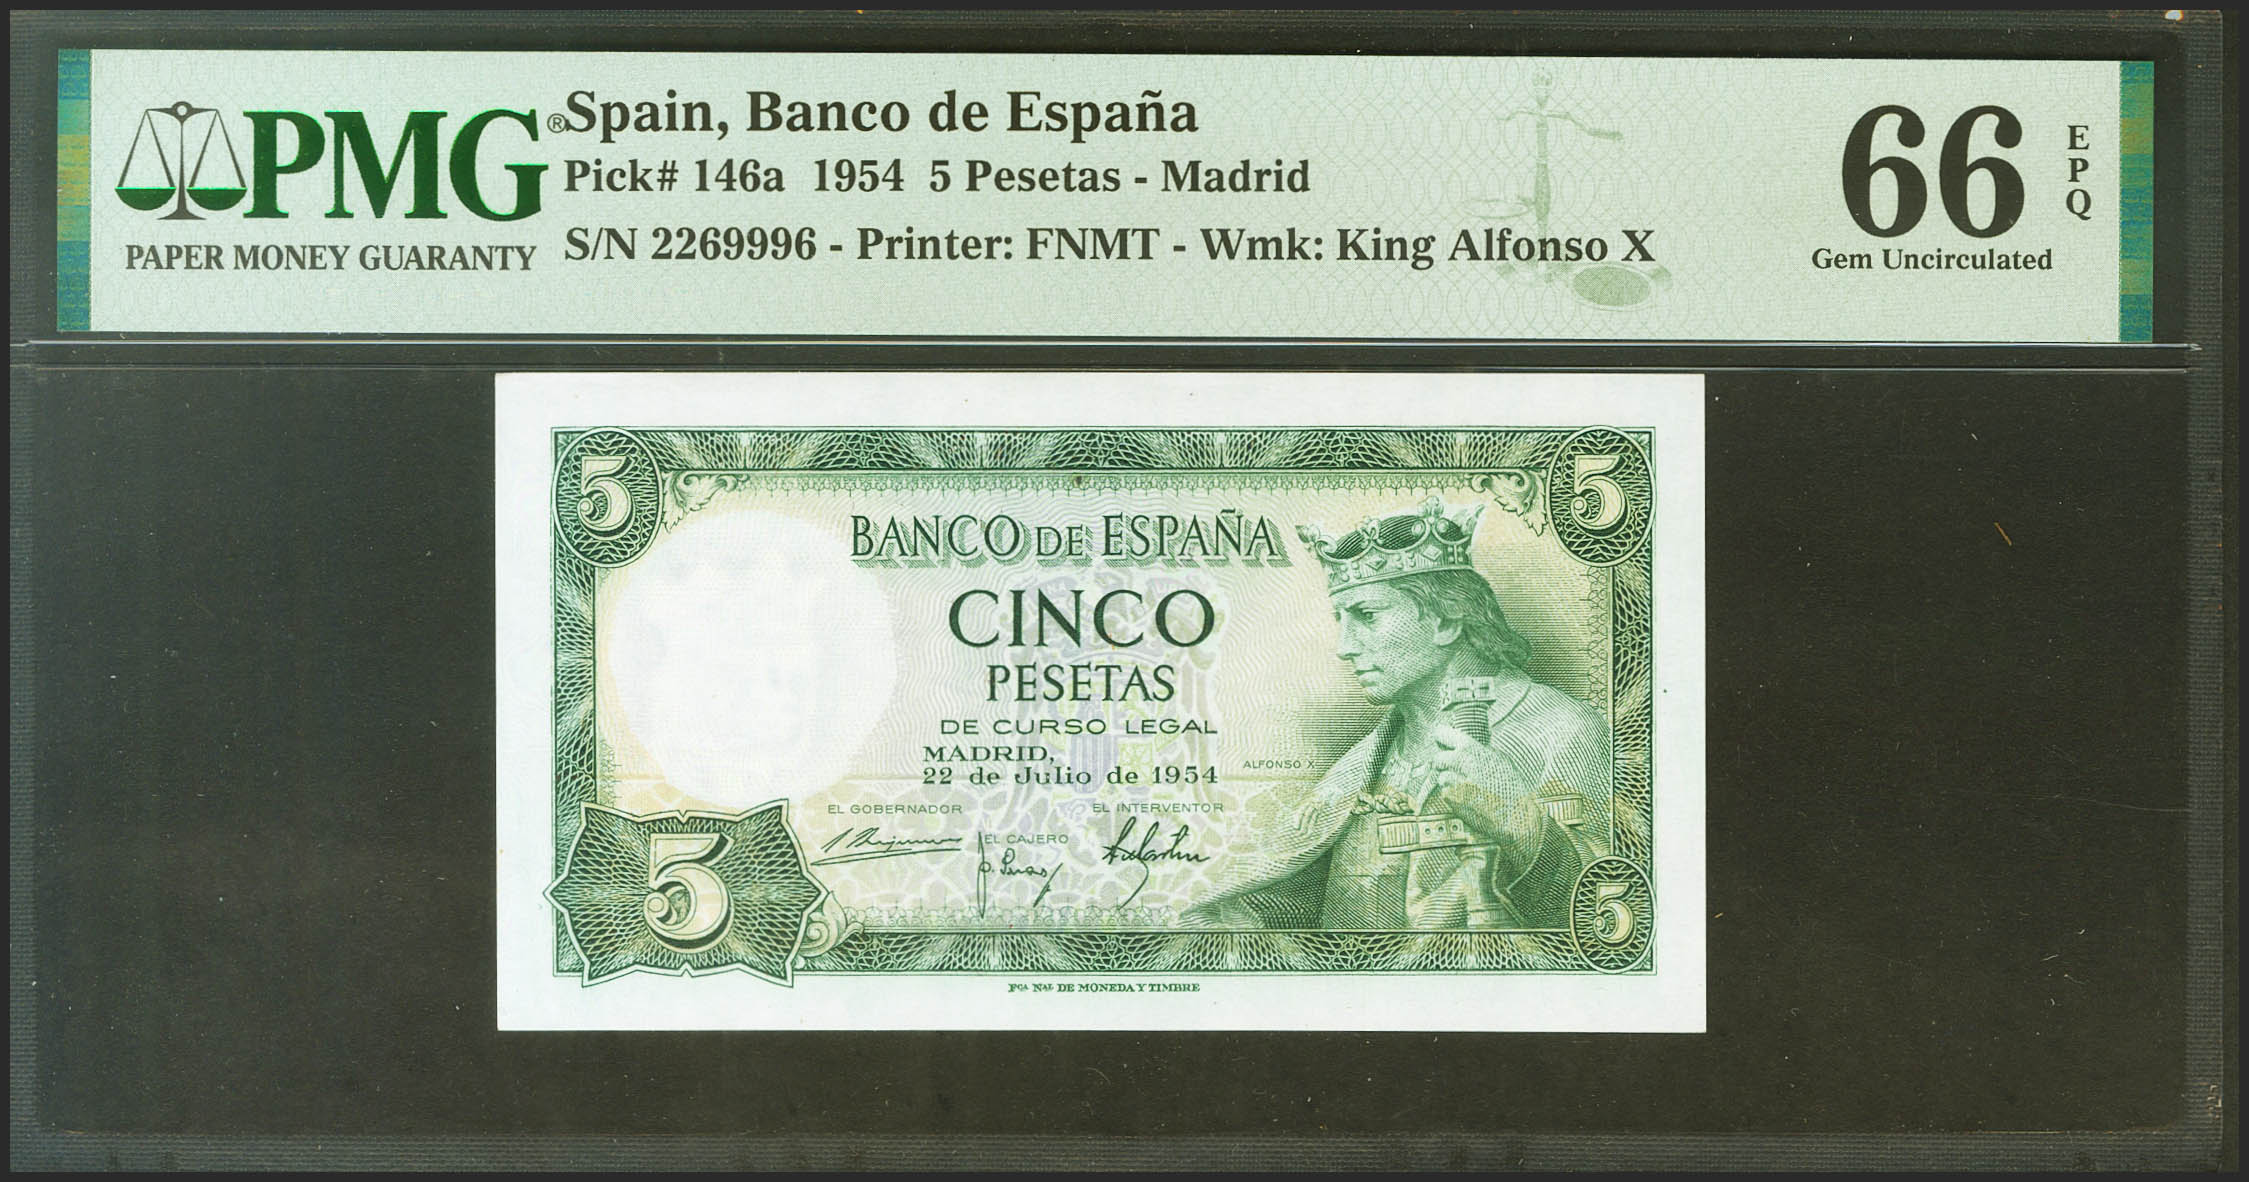 PMG®
PAPER MONEY GUARANTY
Spain, Banco de España
Pick# 146a 1954 5 Pesetas - Madrid
S/N 2269996 - Printer: FNMT - Wmk: King Alfonso X
66
EPQ
Gem Uncirculated
5
5
BANCO DE ESPAÑA
CINCO
PESETAS
DE CURSO LEGAL
MADRID,
22 de Julio de 1954
ALFONSO X
EL GOBERNADOR
EL INTERVENTOR
EL CAJERO
5
5
Fca Nal DE MONEDA Y TIMBRE